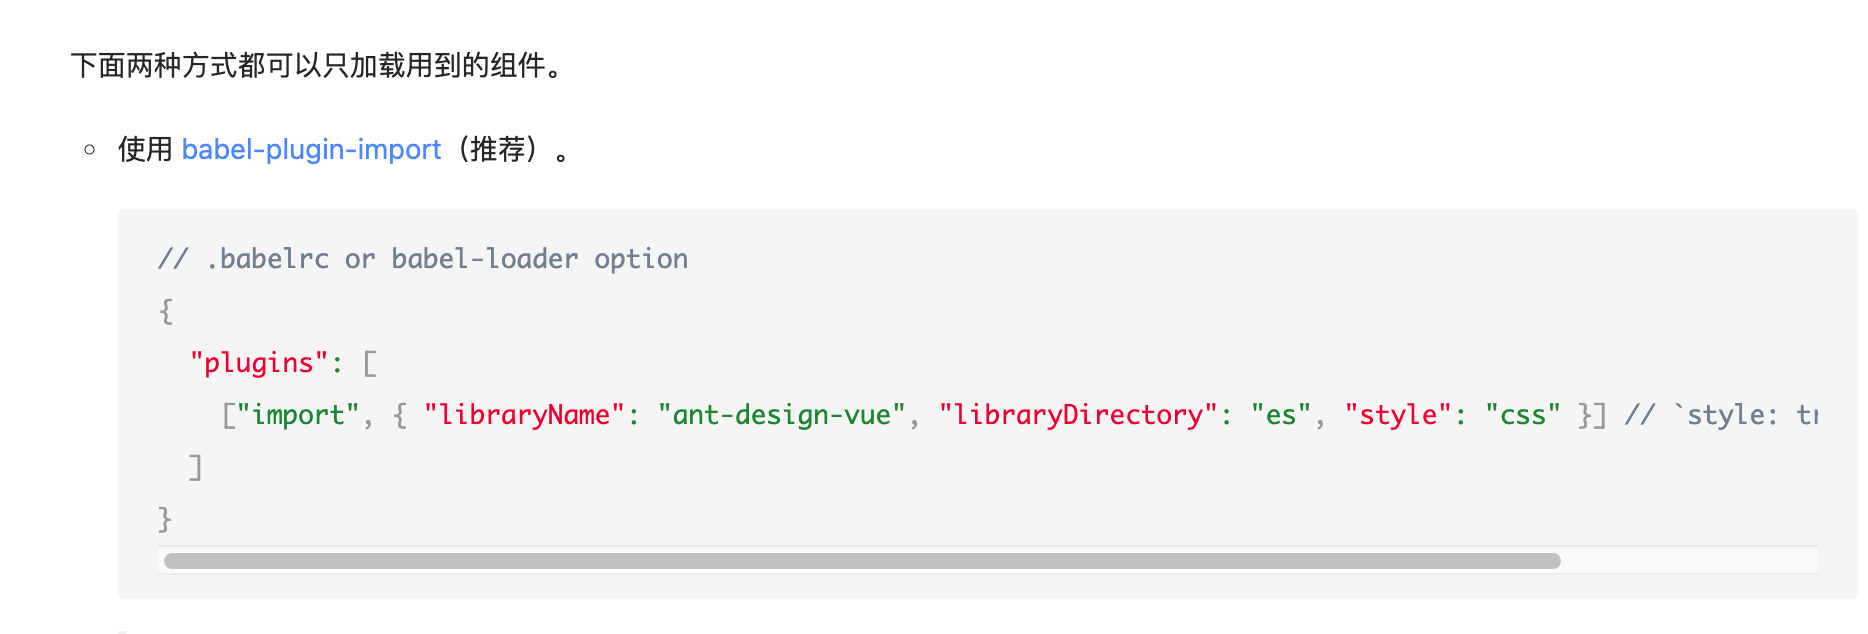 下面两种方式都可以只加载用到的组件。
使用 babel-plugin-import（推荐）。
// .babelrc or babel-loader option
{
"plugins": [
["import", { "libraryName": "ant-design-vue", "libraryDirectory": "es", "style": "css" }] // `style: tr
]
}